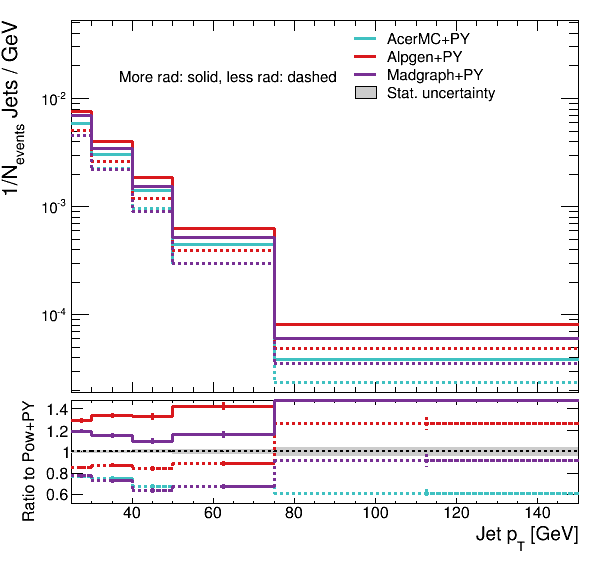 1/N_events Jets / GeV
AcerMC+PY
Alpgen+PY
More rad: solid, less rad: dashed
Madgraph+PY
Stat. uncertainty
10^-2
10^-3
10^-4
Ratio to Pow+PY
1.4
1.2
1
0.8
0.6
40 60 80 100 120 140
Jet p_T [GeV]